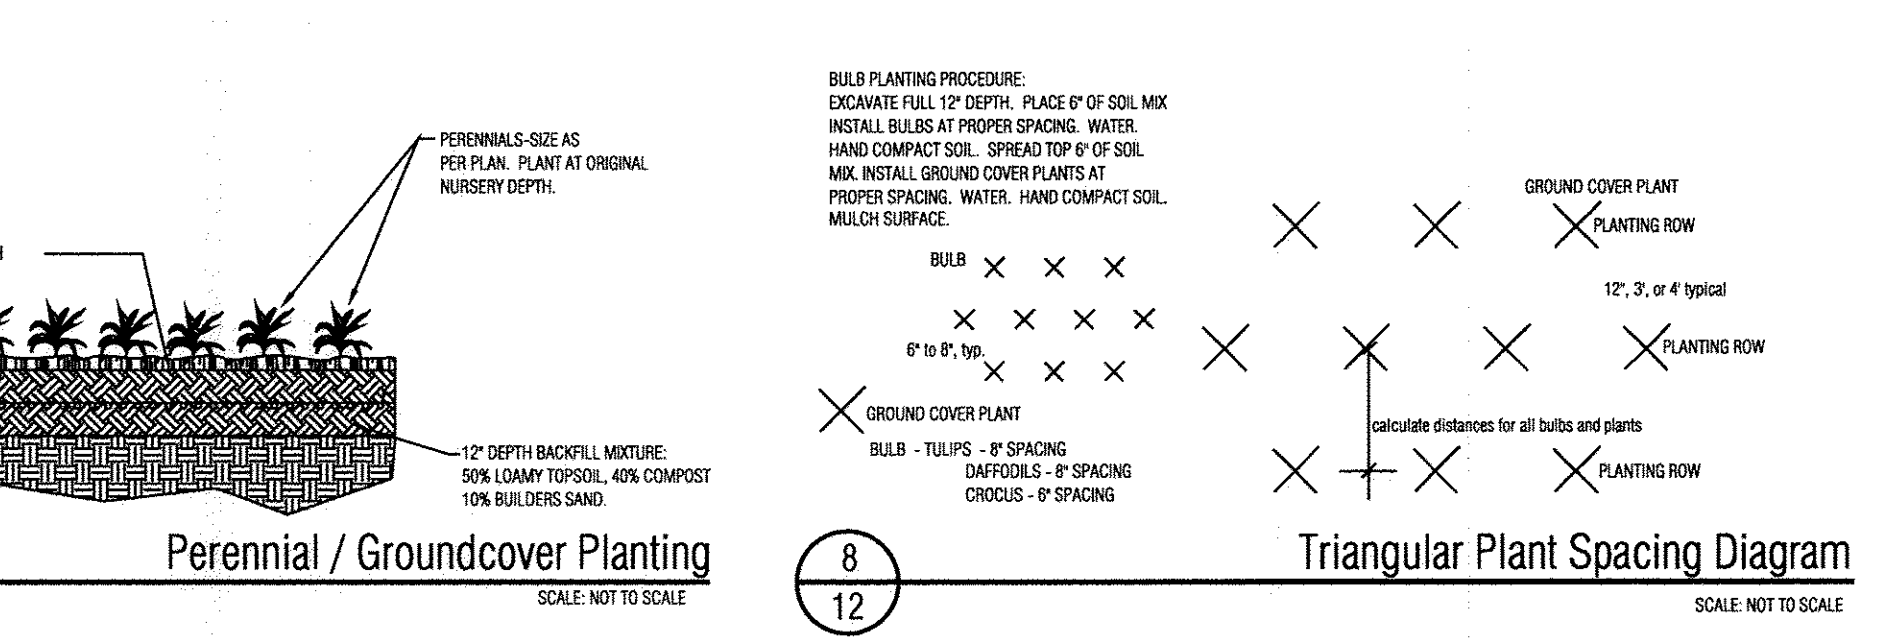 PERENNIALS-SIZE AS
PER PLAN. PLANT AT ORIGINAL
NURSERY DEPTH.
12" DEPTH BACKFILL MIXTURE:
50% LOAMY TOPSOIL, 40% COMPOST
10% BUILDERS SAND.
Perennial / Groundcover Planting
SCALE: NOT TO SCALE
BULB PLANTING PROCEDURE:
EXCAVATE FULL 12" DEPTH. PLACE 6" OF SOIL MIX
INSTALL BULBS AT PROPER SPACING. WATER.
HAND COMPACT SOIL. SPREAD TOP 6" OF SOIL
MIX. INSTALL GROUND COVER PLANTS AT
PROPER SPACING. WATER. HAND COMPACT SOIL.
MULCH SURFACE.
BULB
6" to 8", typ.
GROUND COVER PLANT
BULB - TULIPS - 8" SPACING
DAFFODILS - 8" SPACING
CROCUS - 6" SPACING
GROUND COVER PLANT
PLANTING ROW
12", 3', or 4' typical
PLANTING ROW
calculate distances for all bulbs and plants
PLANTING ROW
8
12
Triangular Plant Spacing Diagram
SCALE: NOT TO SCALE